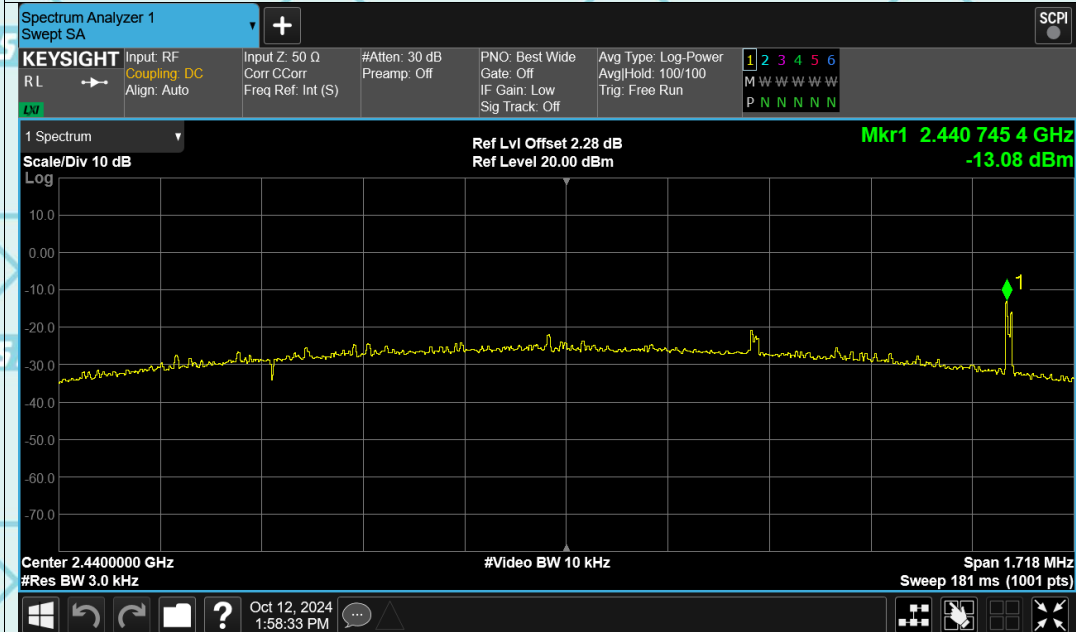 Spectrum Analyzer 1
Swept SA
+
SCPI
KEYSIGHT
R L
LXI
Input: RF
Coupling: DC
Align: Auto
Input Z: 50 Ω
Corr CCorr
Freq Ref: Int (S)
#Atten: 30 dB
Preamp: Off
PNO: Best Wide
Gate: Off
IF Gain: Low
Sig Track: Off
Avg Type: Log-Power
Avg|Hold: 100/100
Trig: Free Run
1 2 3 4 5 6
M W W W W W
P N N N N N
1 Spectrum
Scale/Div 10 dB
Log
Ref Lvl Offset 2.28 dB
Ref Level 20.00 dBm
Mkr1 2.440 745 4 GHz
-13.08 dBm
10.0
0.00
-10.0
-20.0
-30.0
-40.0
-50.0
-60.0
-70.0
1
Center 2.4400000 GHz
#Res BW 3.0 kHz
#Video BW 10 kHz
Span 1.718 MHz
Sweep 181 ms (1001 pts)
?
Oct 12, 2024
1:58:33 PM